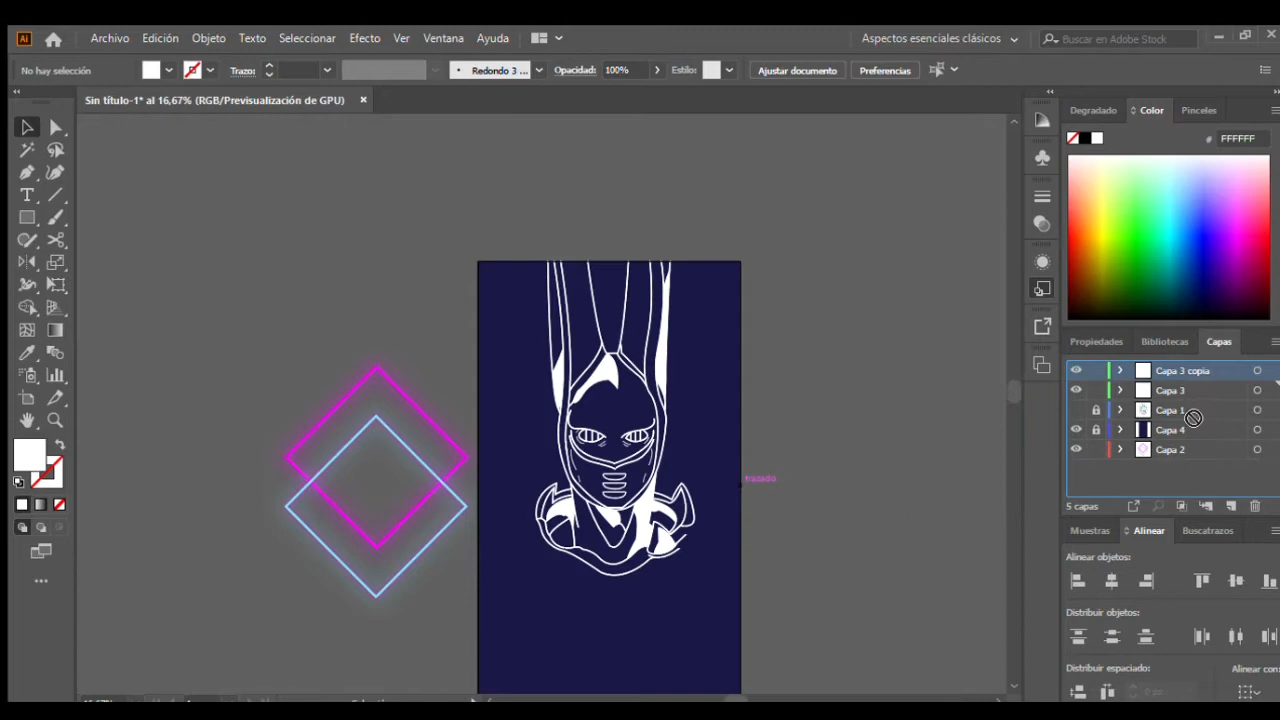 Ai
Archivo Edición Objeto Texto Seleccionar Efecto Ver Ventana Ayuda
Aspectos esenciales clásicos
Buscar en Adobe Stock
No hay selección
Trazo:
Redondo 3 ...
Opacidad: 100%
Estilo:
Ajustar documento
Preferencias
Sin título-1* al 16,67% (RGB/Previsualización de GPU)
Degradado Color Pinceles
# FFFFFF
Propiedades Bibliotecas Capas
Capa 3 copia
Capa 3
Capa 1
Capa 4
Capa 2
trazado
5 capas
Muestras Alinear Buscatrazos
Alinear objetos:
Distribuir objetos:
Distribuir espaciado: Alinear con: